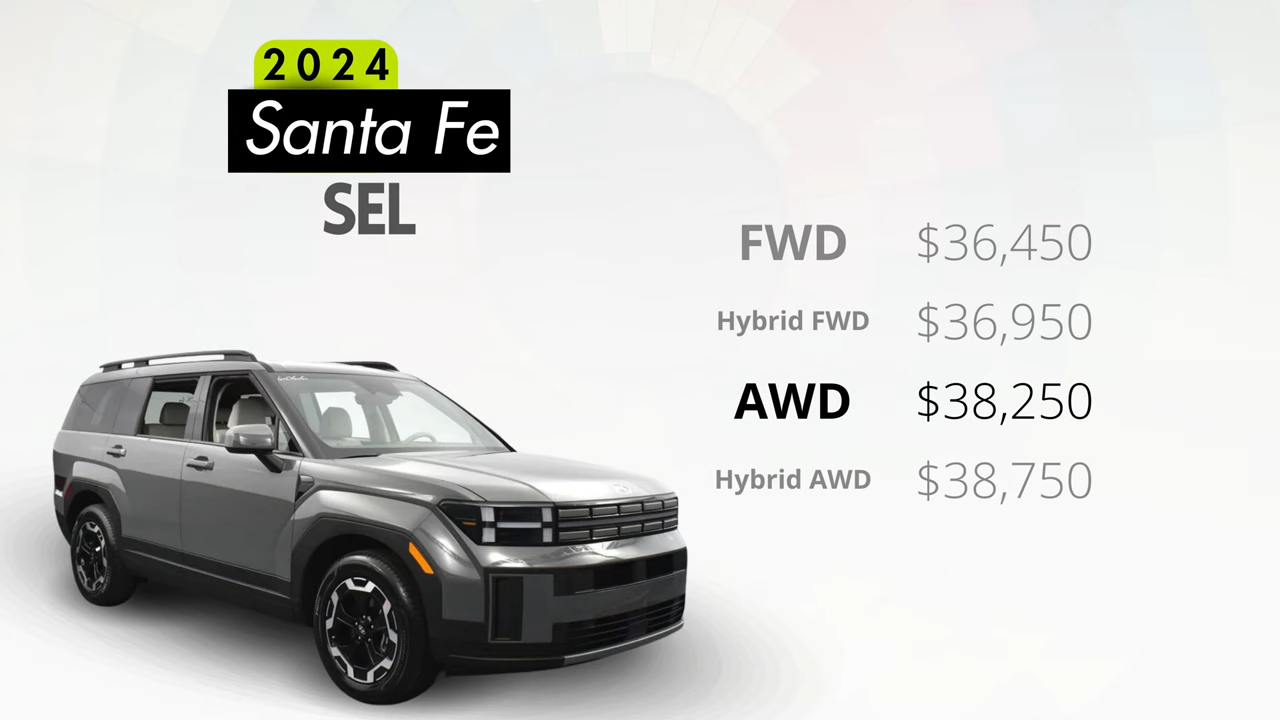 2024
Santa Fe
SEL
FWD $36,450
Hybrid FWD $36,950
AWD $38,250
Hybrid AWD $38,750